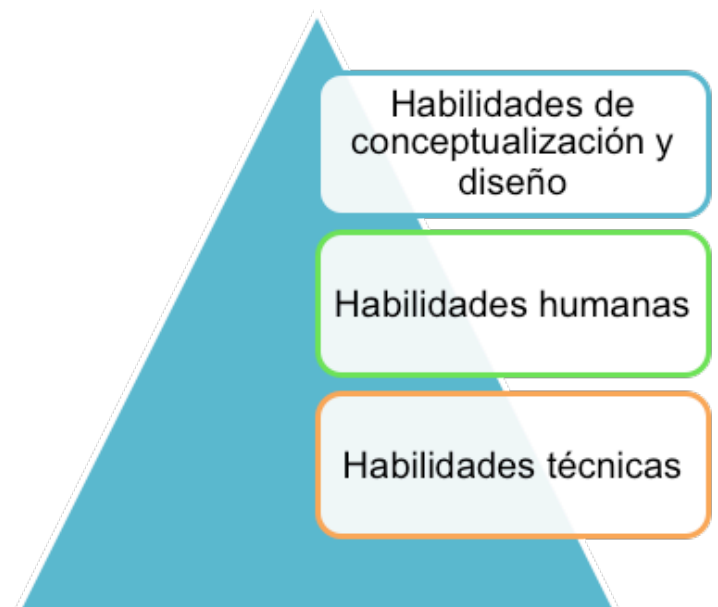 Habilidades de
conceptualización y
diseño
Habilidades humanas
Habilidades técnicas